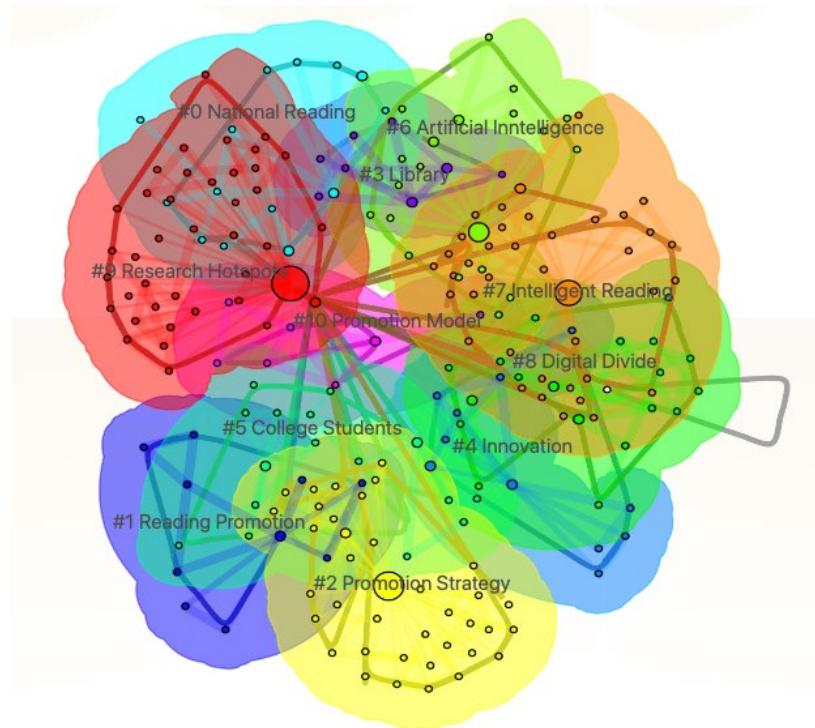 #0 National Reading
#6 Artificial Inntelligence
#3 Library
#9 Research Hotspots
#7 Intelligent Reading
#10 Promotion Model
#8 Digital Divide
#5 College Students
#4 Innovation
#1 Reading Promotion
#2 Promotion Strategy